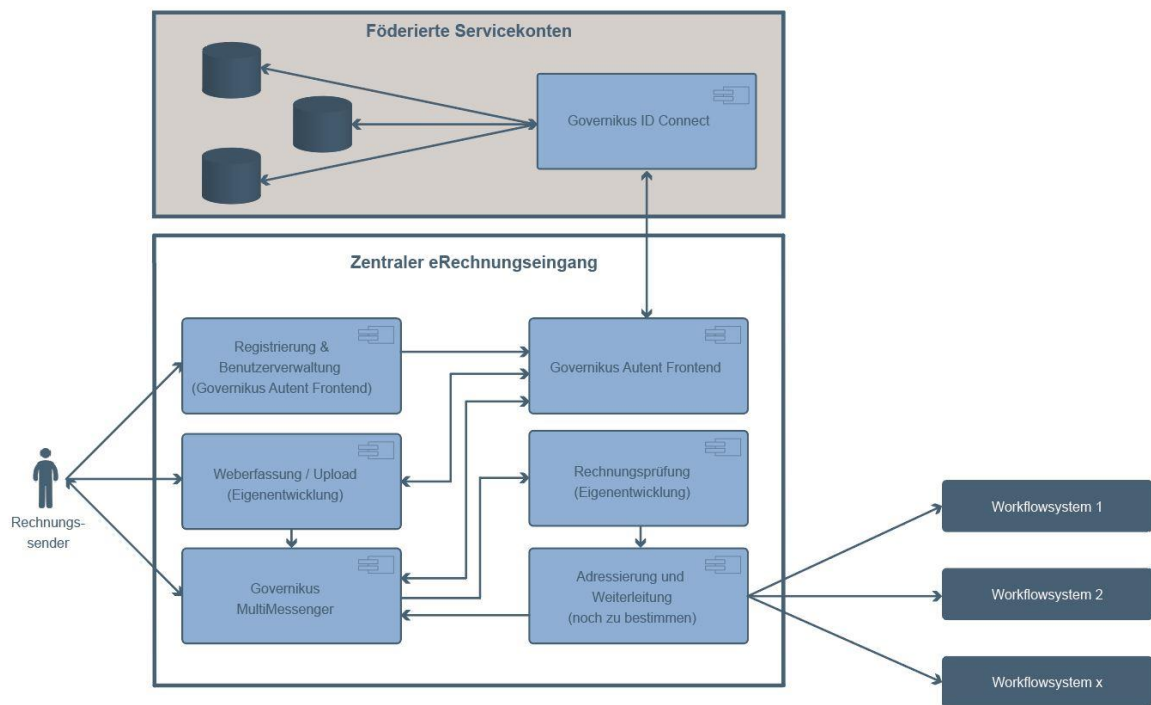 Föderierte Servicekonten
Governikus ID Connect
Zentraler eRechnungseingang
Registrierung &
Benutzerverwaltung
(Governikus Autent Frontend)
Governikus Autent Frontend
Weberfassung / Upload
(Eigenentwicklung)
Rechnungsprüfung
(Eigenentwicklung)
Rechnungs-
sender
Governikus
MultiMessenger
Adressierung und
Weiterleitung
(noch zu bestimmen)
Workflowsystem 1
Workflowsystem 2
Workflowsystem x